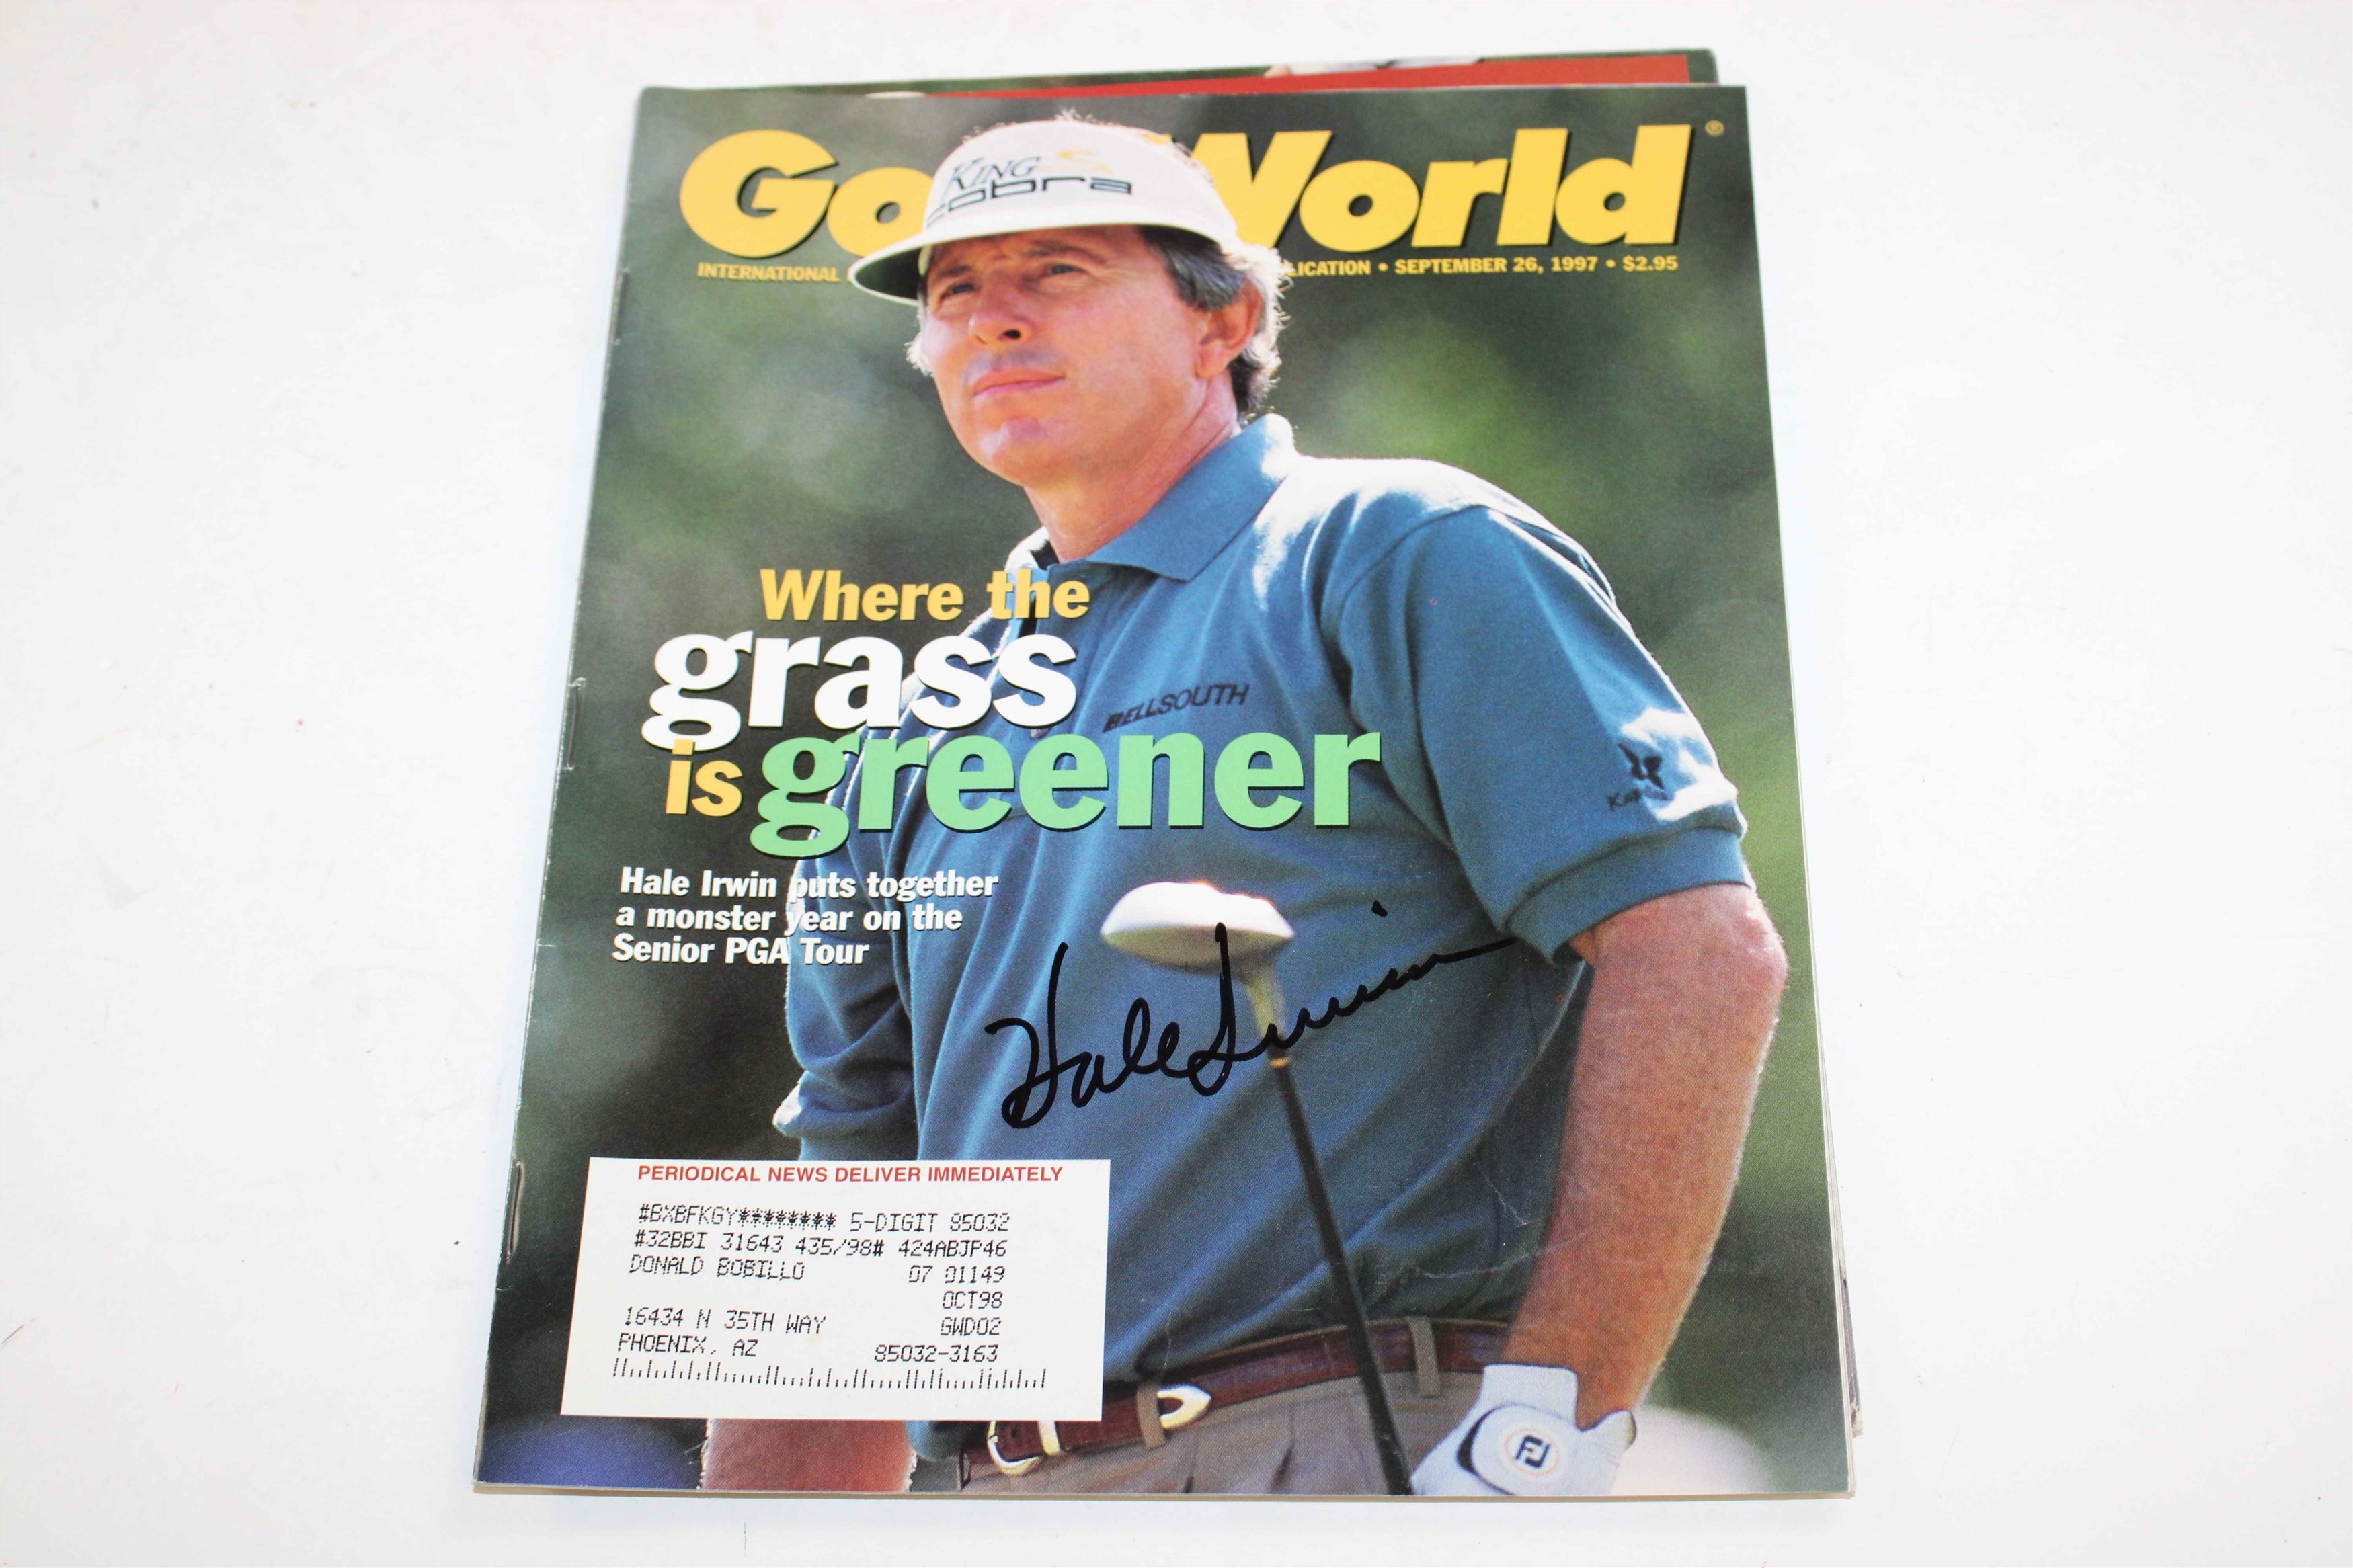 Go World ®
KING
cobra
INTERNATIONAL LICATION • SEPTEMBER 26, 1997 • $2.95
Where the
grass
is greener
BELLSOUTH
Hale Irwin puts together
a monster year on the
Senior PGA Tour
Hale Irwin
PERIODICAL NEWS DELIVER IMMEDIATELY
#BXBFKGY******** 5-DIGIT 85032
#32BBI 31643 435/98# 424ABJP46
DONALD BOBILLO 07 01149
OCT98
16434 N 35TH WAY GWD02
PHOENIX, AZ 85032-3163
FJ